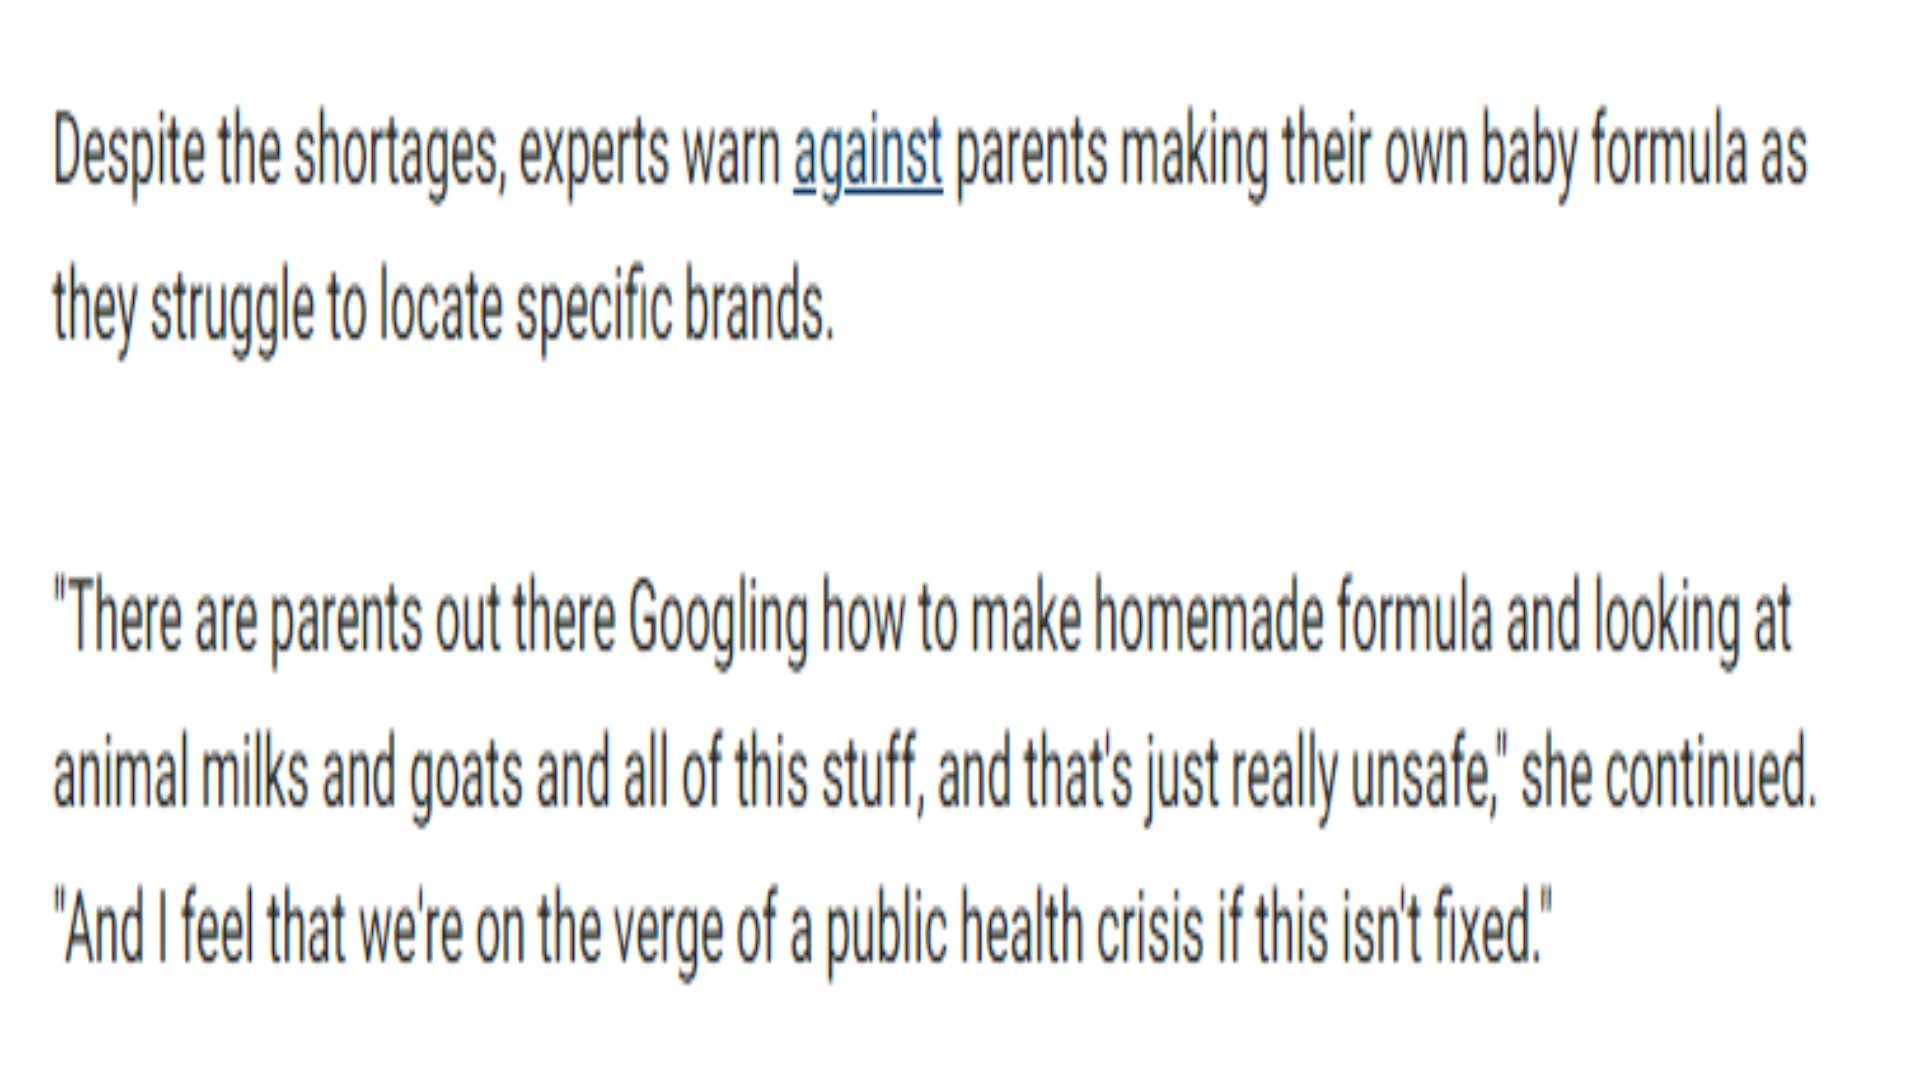 Despite the shortages, experts warn against parents making their own baby formula as
they struggle to locate specific brands.
"There are parents out there Googling how to make homemade formula and looking at
animal milks and goats and all of this stuff, and that's just really unsafe," she continued.
"And I feel that we're on the verge of a public health crisis if this isn't fixed."